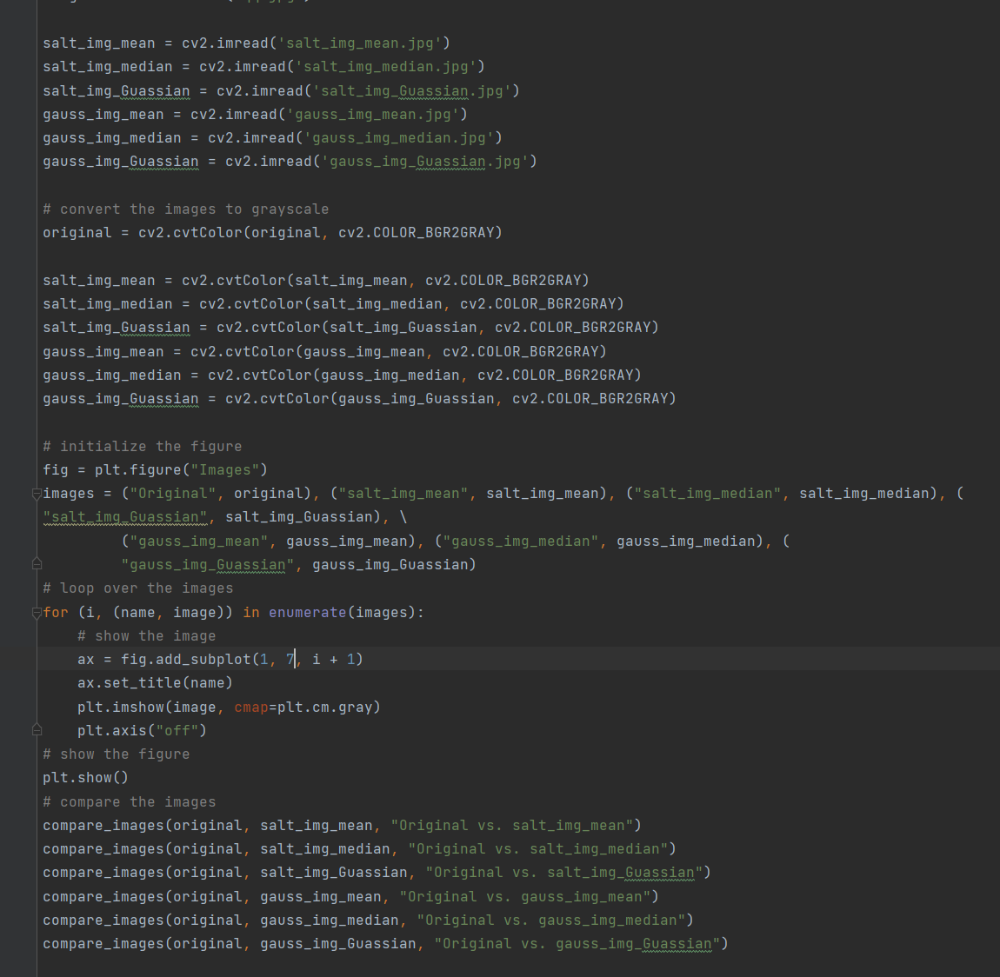 salt_img_mean = cv2.imread('salt_img_mean.jpg')
salt_img_median = cv2.imread('salt_img_median.jpg')
salt_img_Guassian = cv2.imread('salt_img_Guassian.jpg')
gauss_img_mean = cv2.imread('gauss_img_mean.jpg')
gauss_img_median = cv2.imread('gauss_img_median.jpg')
gauss_img_Guassian = cv2.imread('gauss_img_Guassian.jpg')
# convert the images to grayscale
original = cv2.cvtColor(original, cv2.COLOR_BGR2GRAY)
salt_img_mean = cv2.cvtColor(salt_img_mean, cv2.COLOR_BGR2GRAY)
salt_img_median = cv2.cvtColor(salt_img_median, cv2.COLOR_BGR2GRAY)
salt_img_Guassian = cv2.cvtColor(salt_img_Guassian, cv2.COLOR_BGR2GRAY)
gauss_img_mean = cv2.cvtColor(gauss_img_mean, cv2.COLOR_BGR2GRAY)
gauss_img_median = cv2.cvtColor(gauss_img_median, cv2.COLOR_BGR2GRAY)
gauss_img_Guassian = cv2.cvtColor(gauss_img_Guassian, cv2.COLOR_BGR2GRAY)
# initialize the figure
fig = plt.figure("Images")
images = ("Original", original), ("salt_img_mean", salt_img_mean), ("salt_img_median", salt_img_median), (
"salt_img_Guassian", salt_img_Guassian), \
("gauss_img_mean", gauss_img_mean), ("gauss_img_median", gauss_img_median), (
"gauss_img_Guassian", gauss_img_Guassian)
# loop over the images
for (i, (name, image)) in enumerate(images):
# show the image
ax = fig.add_subplot(1, 7, i + 1)
ax.set_title(name)
plt.imshow(image, cmap=plt.cm.gray)
plt.axis("off")
# show the figure
plt.show()
# compare the images
compare_images(original, salt_img_mean, "Original vs. salt_img_mean")
compare_images(original, salt_img_median, "Original vs. salt_img_median")
compare_images(original, salt_img_Guassian, "Original vs. salt_img_Guassian")
compare_images(original, gauss_img_mean, "Original vs. gauss_img_mean")
compare_images(original, gauss_img_median, "Original vs. gauss_img_median")
compare_images(original, gauss_img_Guassian, "Original vs. gauss_img_Guassian")